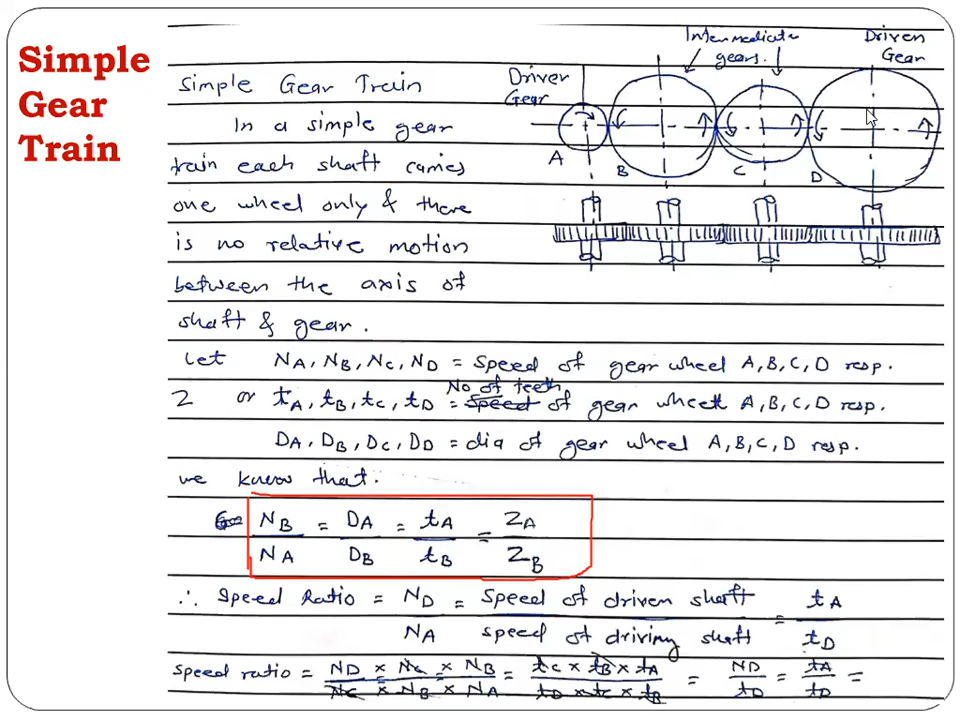 Simple
Gear
Train
Simple Gear Train
In a simple gear
train each shaft carries
one wheel only & there
is no relative motion
between the axis of
shaft & gear.
Driver
Gear
Intermediate
gears.
Driven
Gear
A
B
C
D
Let NA, NB, NC, ND = Speed of gear wheel A, B, C, D resp.
No of teeth
Z or tA, tB, tC, tD = speed of gear wheel A, B, C, D resp.
DA, DB, DC, DD = dia of gear wheel A, B, C, D resp.
we know that.
NB = DA = tA = ZA
NA DB tB ZB
∴ Speed Ratio = ND = Speed of driven shaft = tA
NA speed of driving shaft tD
Speed ratio = ND × NC × NB = tC × tB × tA = ND = tA =
NC × NB × NA tD × tC × tB tD tD